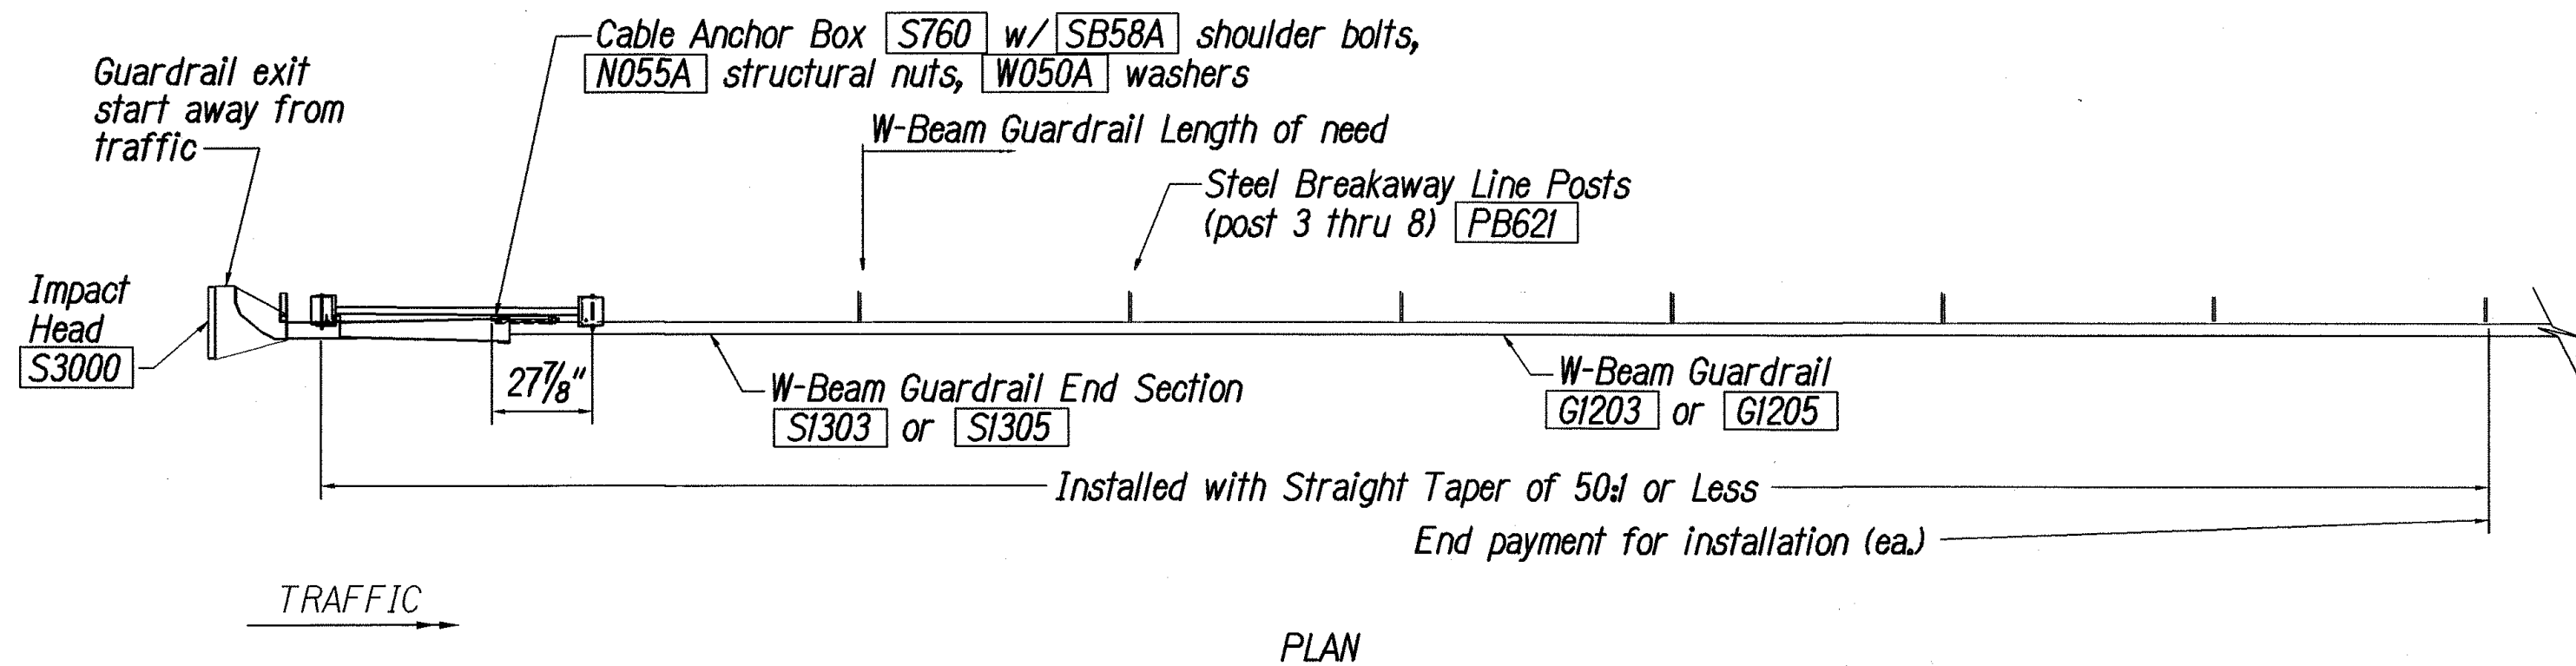 Cable Anchor Box S760 w/ SB58A shoulder bolts,
N055A structural nuts, W050A washers
Guardrail exit
start away from
traffic
W-Beam Guardrail Length of need
Steel Breakaway Line Posts
(post 3 thru 8) PB621
Impact
Head
S3000
27 7/8"
W-Beam Guardrail End Section
S1303 or S1305
W-Beam Guardrail
G1203 or G1205
Installed with Straight Taper of 50:1 or Less
End payment for installation (ea.)
TRAFFIC
PLAN